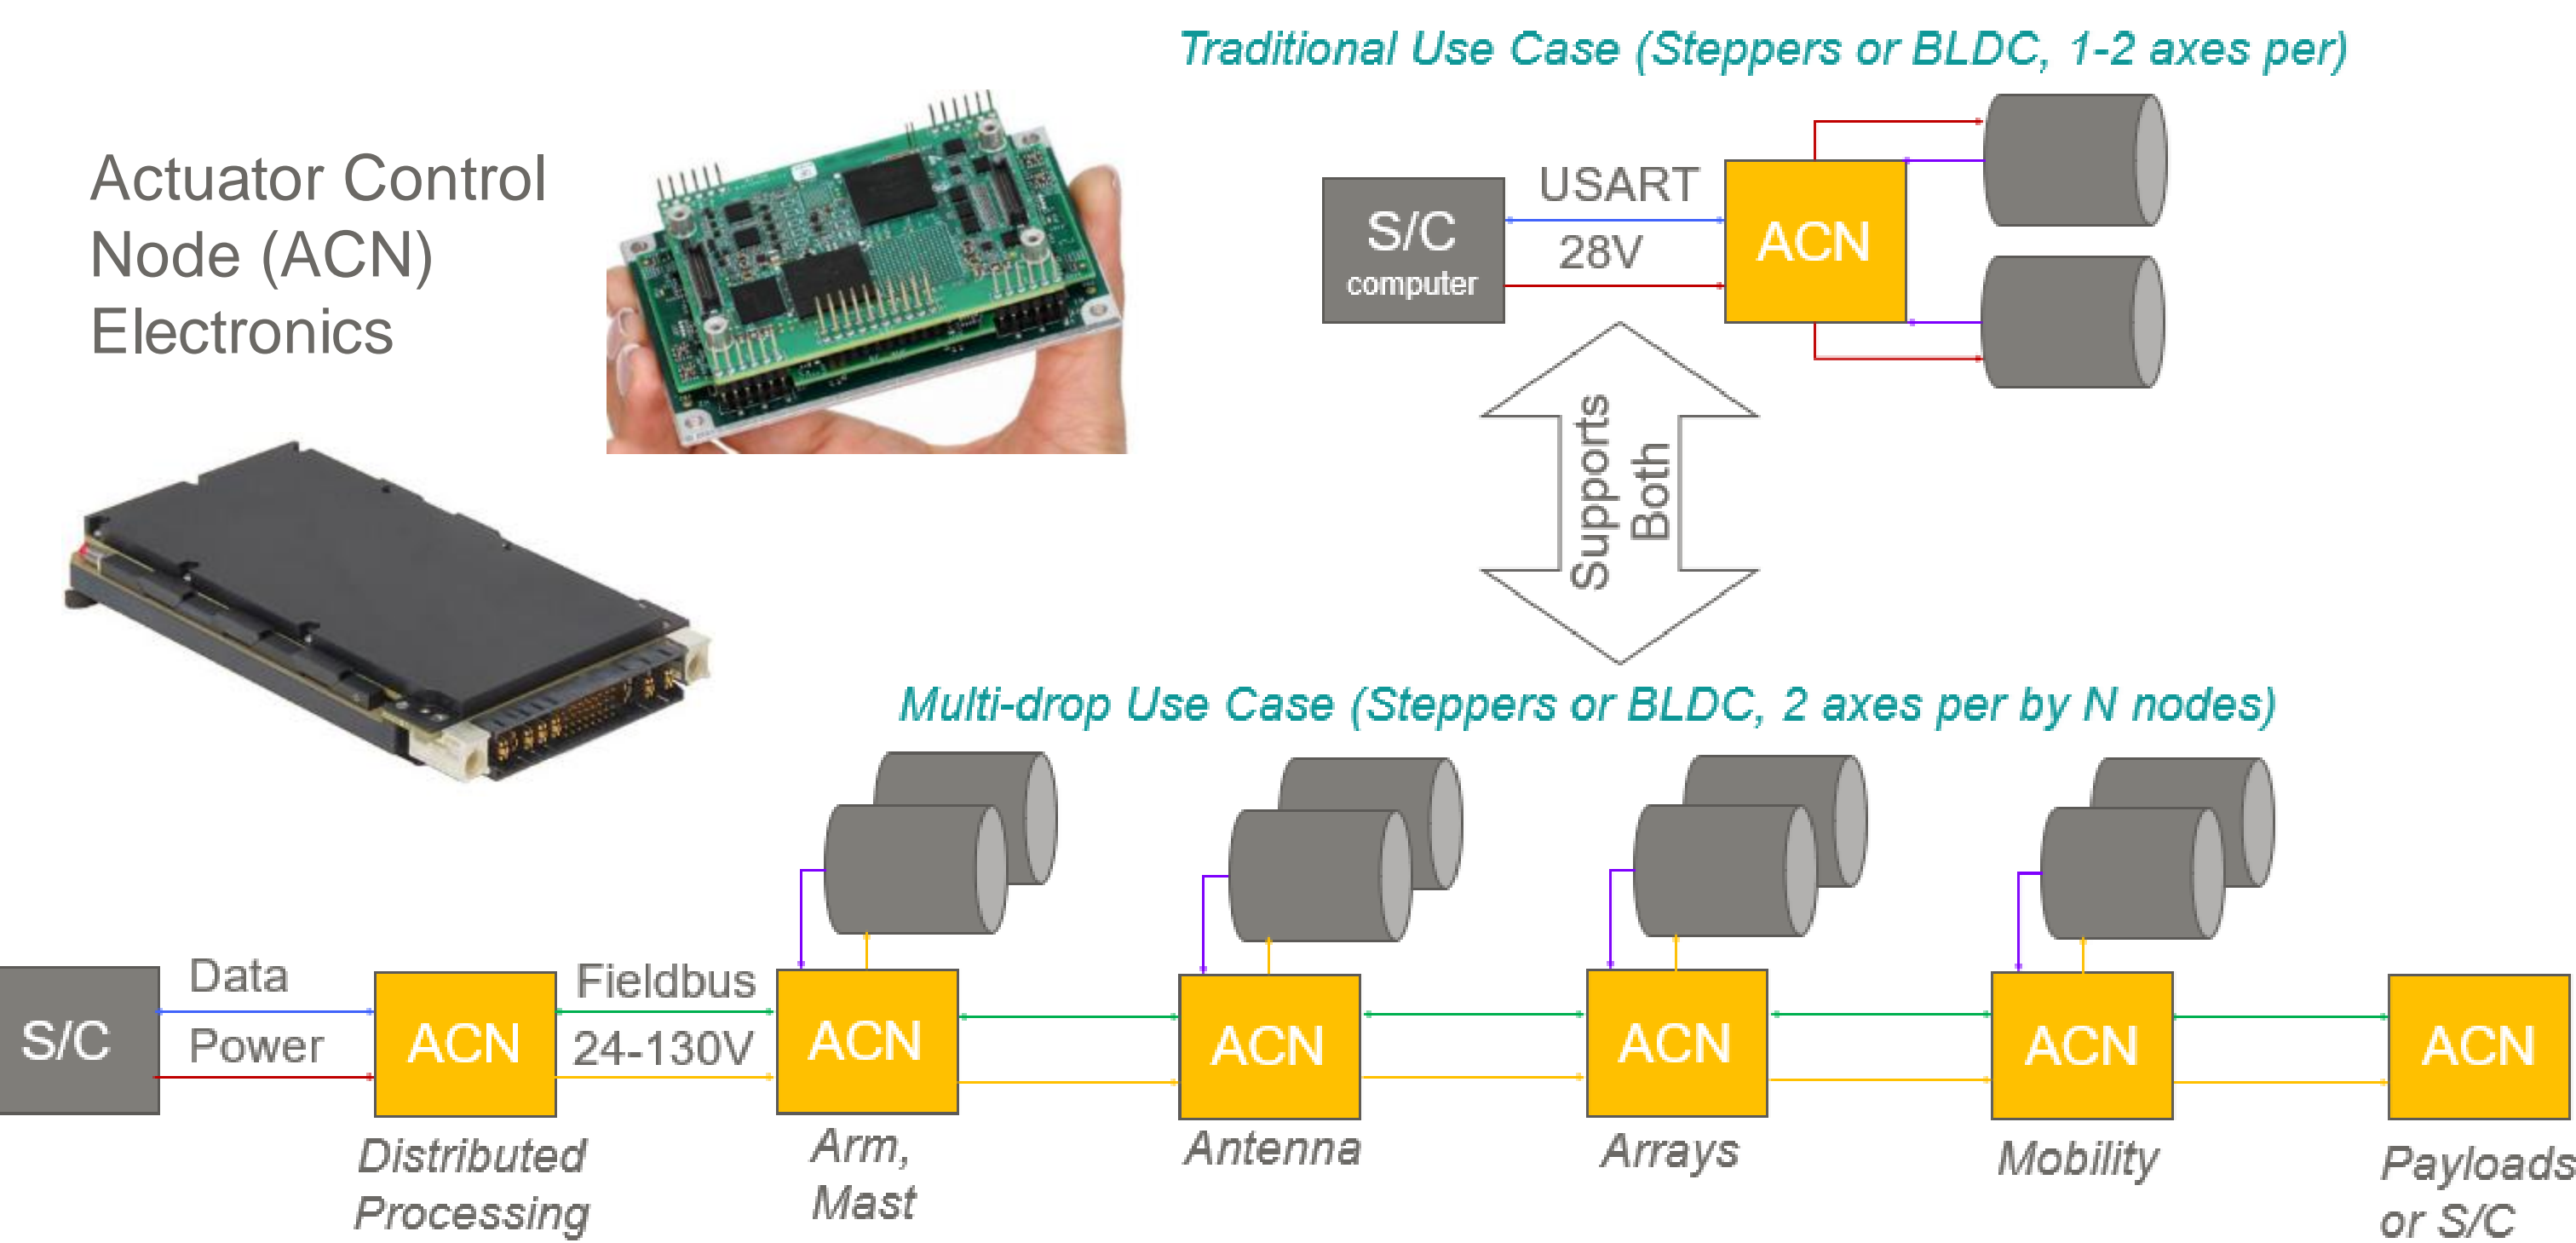 Traditional Use Case (Steppers or BLDC, 1-2 axes per)
Actuator Control
Node (ACN)
Electronics
S/C
computer
USART
28V
ACN
Supports
Both
Multi-drop Use Case (Steppers or BLDC, 2 axes per by N nodes)
S/C
Data
Power
ACN
Fieldbus
24-130V
ACN
ACN
ACN
ACN
ACN
Distributed
Processing
Arm,
Mast
Antenna
Arrays
Mobility
Payloads
or S/C